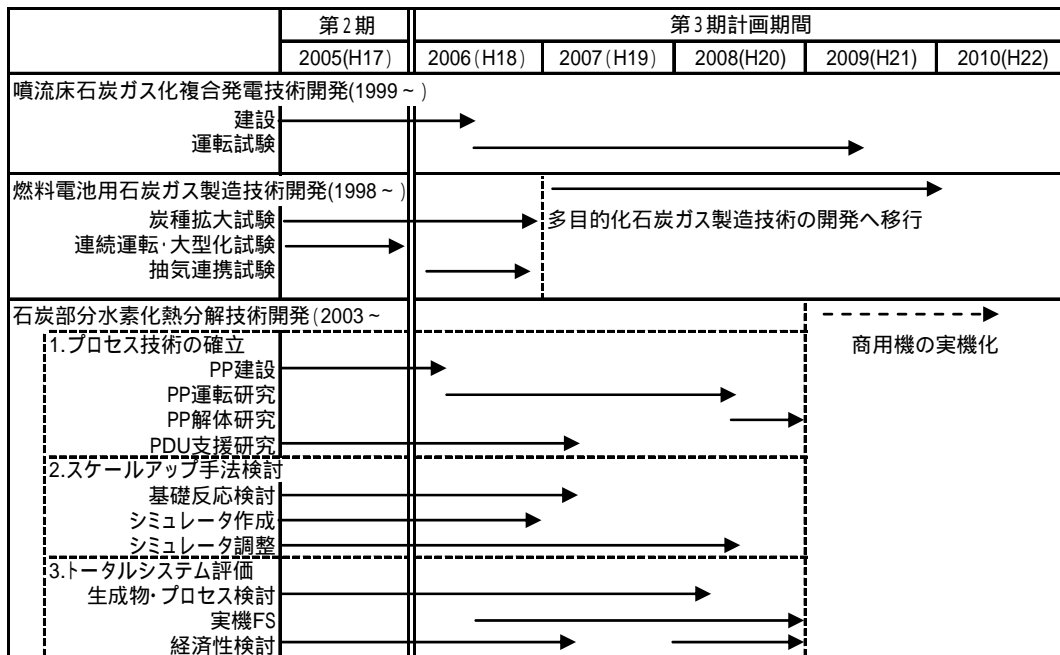 第2期 第3期計画期間
2005(H17) 2006(H18) 2007(H19) 2008(H20) 2009(H21) 2010(H22)
噴流床石炭ガス化複合発電技術開発(1999~)
建設
運転試験
燃料電池用石炭ガス製造技術開発(1998~)
炭種拡大試験 多目的化石炭ガス製造技術の開発へ移行
連続運転・大型化試験
抽気連携試験
石炭部分水素化熱分解技術開発(2003~
1.プロセス技術の確立 商用機の実機化
PP建設
PP運転研究
PP解体研究
PDU支援研究
2.スケールアップ手法検討
基礎反応検討
シミュレータ作成
シミュレータ調整
3.トータルシステム評価
生成物・プロセス検討
実機FS
経済性検討